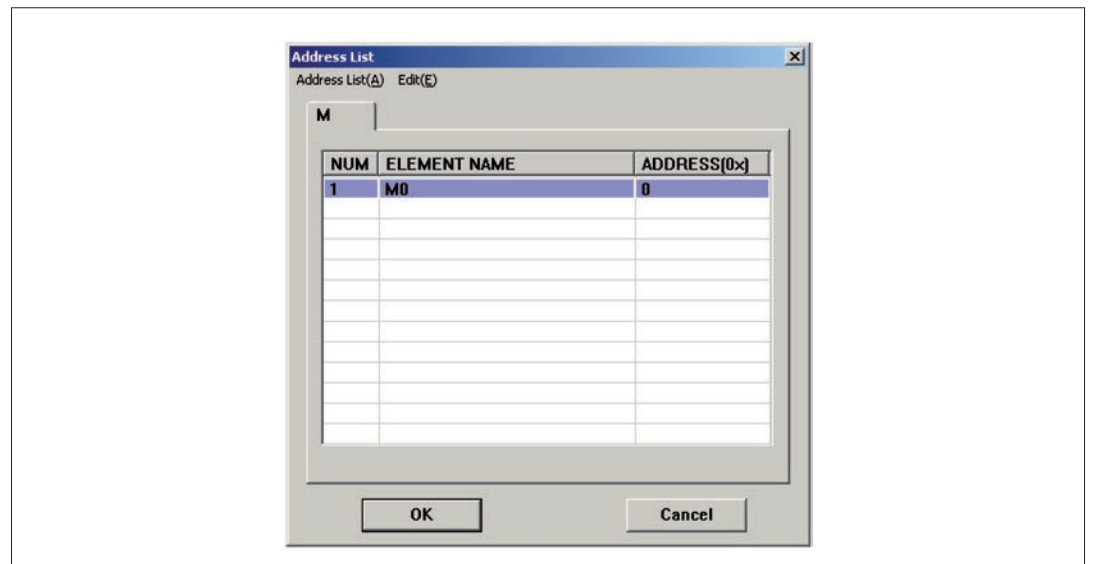 Address List
Address List(A) Edit(E)
M
NUM ELEMENT NAME ADDRESS(0x)
1 M0 0
OK Cancel